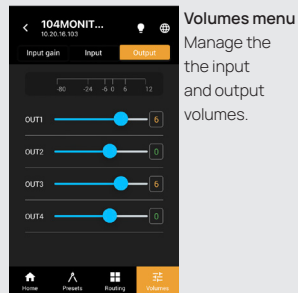 104MONIT...
10.20.16.103
Input gain Input Output
-80 -24 -6 0 6 12
OUT1 6
OUT2 0
OUT3 6
OUT4 0
Home Presets Routing Volumes
Volumes menu
Manage the
the input
and output
volumes.